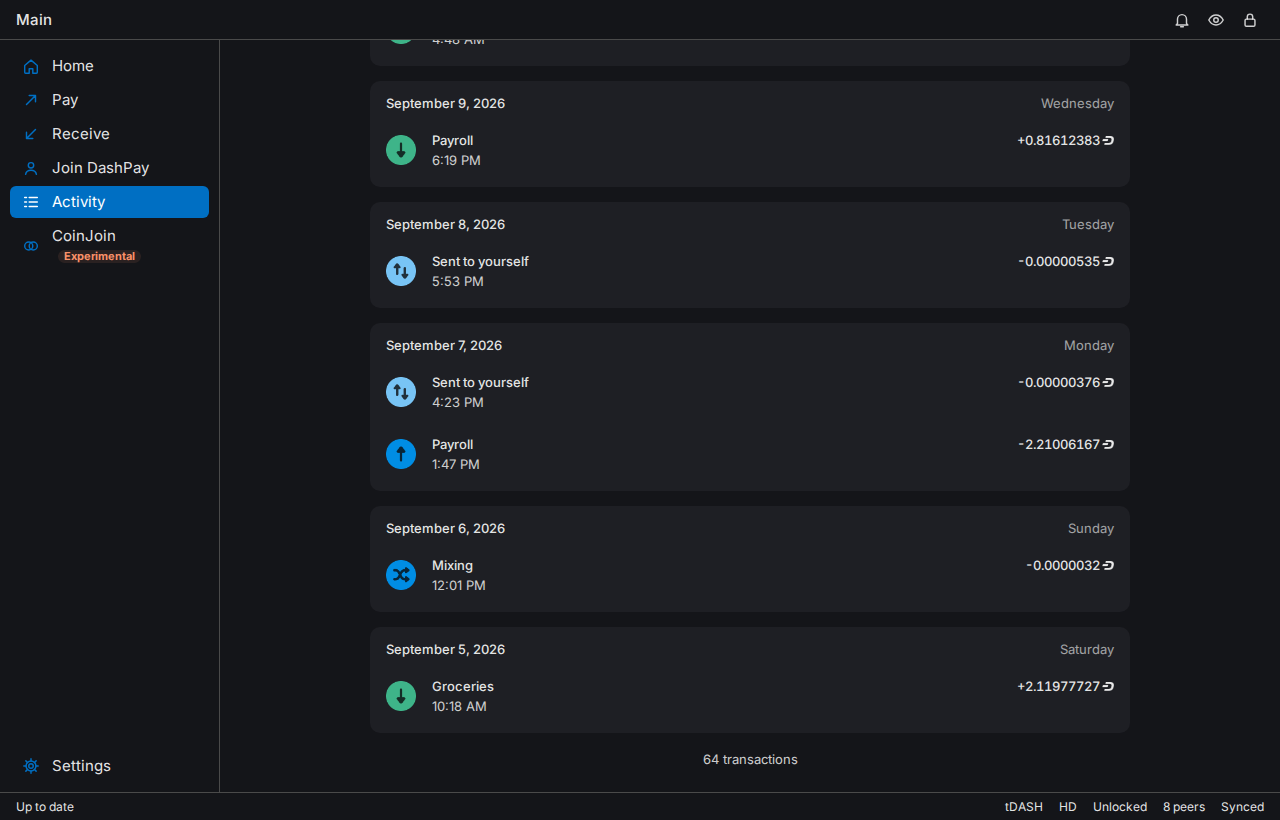 Main
Home
Pay
Receive
Join DashPay
Activity
CoinJoin
Experimental
Settings
4:48 AM
September 9, 2026 Wednesday
Payroll +0.81612383
6:19 PM
September 8, 2026 Tuesday
Sent to yourself -0.00000535
5:53 PM
September 7, 2026 Monday
Sent to yourself -0.00000376
4:23 PM
Payroll -2.21006167
1:47 PM
September 6, 2026 Sunday
Mixing -0.0000032
12:01 PM
September 5, 2026 Saturday
Groceries +2.11977727
10:18 AM
64 transactions
Up to date tDASH HD Unlocked 8 peers Synced